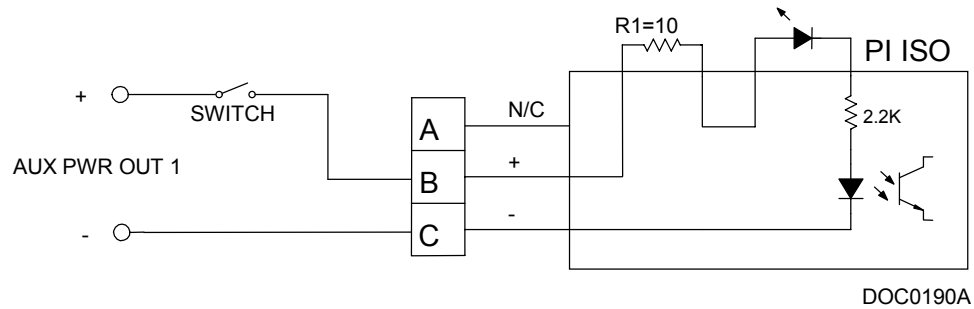 R1=10
PI ISO
+
SWITCH
A
N/C
2.2K
AUX PWR OUT 1
B
+
-
C
-
DOC0190A